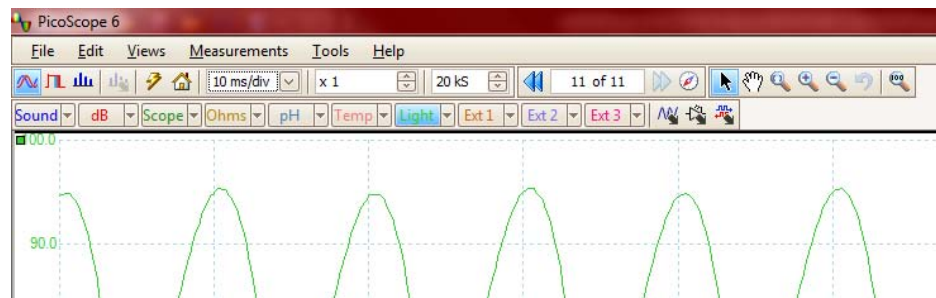 PicoScope 6
File Edit Views Measurements Tools Help
10 ms/div x 1 20 kS 11 of 11 100
Sound dB Scope Ohms pH Temp Light Ext 1 Ext 2 Ext 3
00.0
90.0